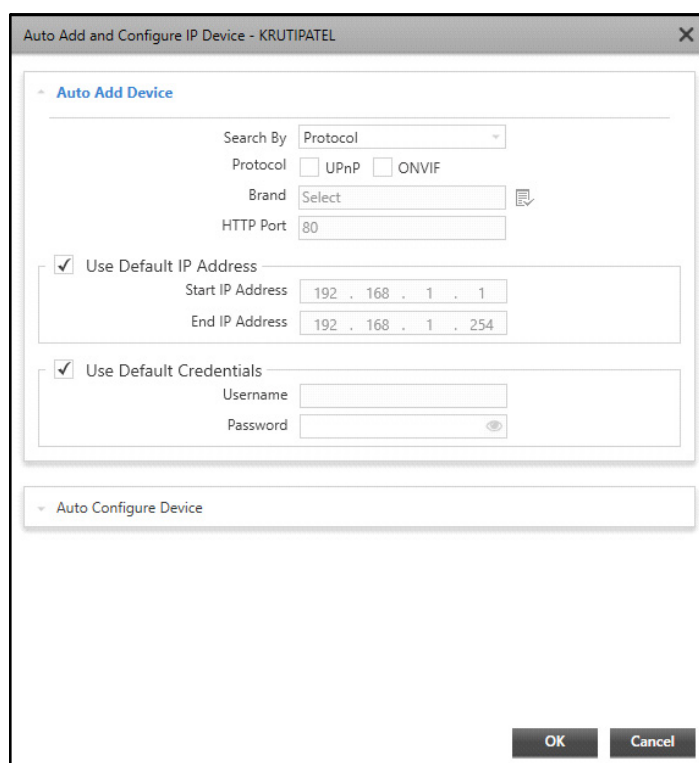 Auto Add and Configure IP Device - KRUTIPATEL
Auto Add Device
Search By Protocol
Protocol UPnP ONVIF
Brand Select
HTTP Port 80
Use Default IP Address
Start IP Address 192 . 168 . 1 . 1
End IP Address 192 . 168 . 1 . 254
Use Default Credentials
Username
Password
Auto Configure Device
OK Cancel